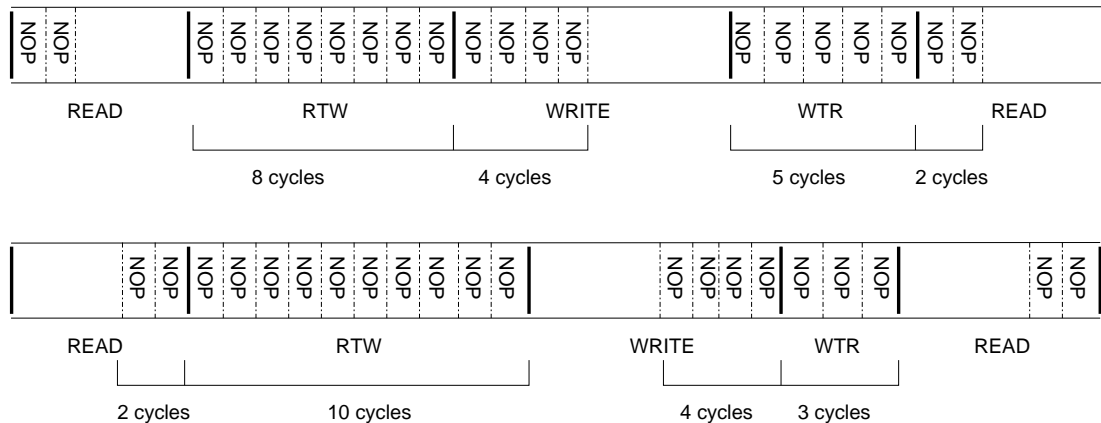 NOP NOP NOP NOP NOP NOP NOP NOP NOP NOP NOP NOP NOP NOP NOP NOP NOP NOP NOP NOP NOP
READ RTW WRITE WTR READ
8 cycles 4 cycles 5 cycles 2 cycles
NOP NOP NOP NOP NOP NOP NOP NOP NOP NOP NOP NOP NOP NOP NOP NOP NOP NOP NOP NOP NOP
READ RTW WRITE WTR READ
2 cycles 10 cycles 4 cycles 3 cycles